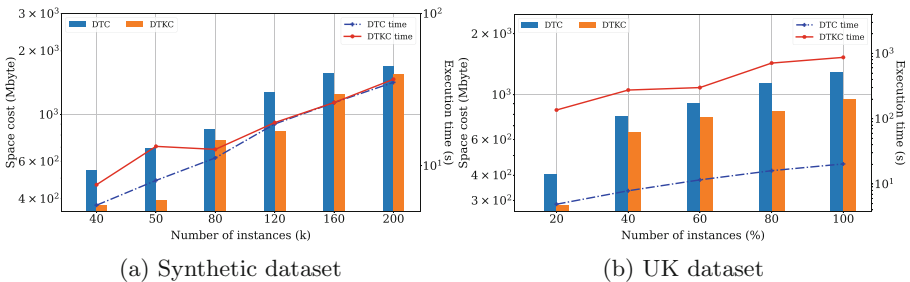 3 × 10²
2 × 10³
10³
6 × 10²
4 × 10²
Space cost (Mbyte)
DTC DTKC
DTC time
DTKC time
10²
10¹
Execution time (s)
40 50 80 120 160 200
Number of instances (k)
(a) Synthetic dataset
2 × 10³
10³
6 × 10²
4 × 10²
3 × 10²
Space cost (Mbyte)
DTC DTKC
DTC time
DTKC time
10³
10²
10¹
Execution time (s)
20 40 60 80 100
Number of instances (%)
(b) UK dataset